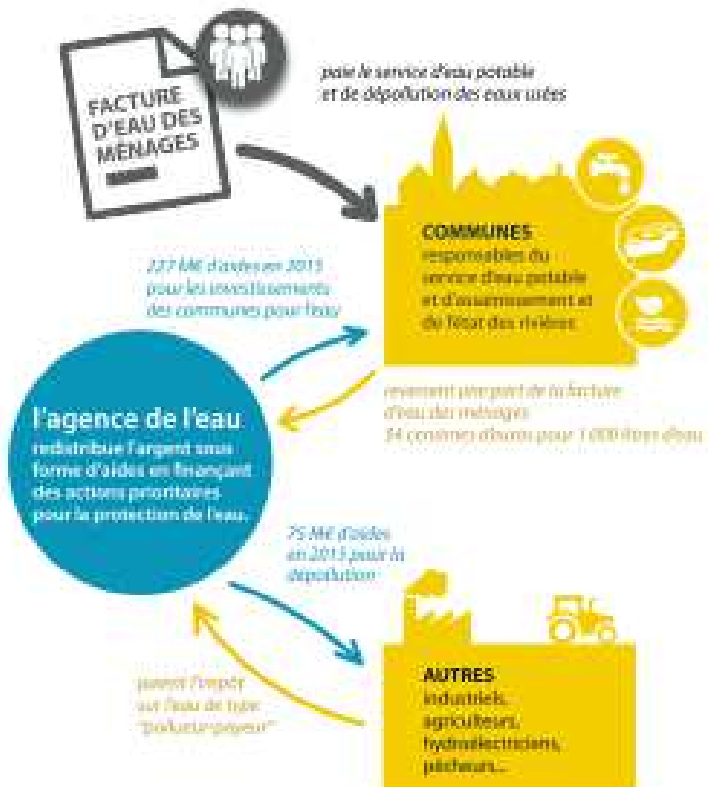 FACTURE
D'EAU DES
MÉNAGES
paie le service d'eau potable
et de dépollution des eaux usées
COMMUNES
responsables du
service d'eau potable
et d'assainissement et
de l'état des rivières
227 M€ d'aides en 2015
pour les investissements
des communes pour l'eau
reversent une part de la facture
d'eau des ménages
34 centimes d'euros pour 1 000 litres d'eau
l'agence de l'eau
redistribue l'argent sous
forme d'aides en finançant
des actions prioritaires
pour la protection de l'eau.
75 M€ d'aides
en 2015 pour la
dépollution
paient l'impôt
sur l'eau de type
"pollueur-payeur"
AUTRES
industriels,
agriculteurs,
hydroélectriciens,
pêcheurs...